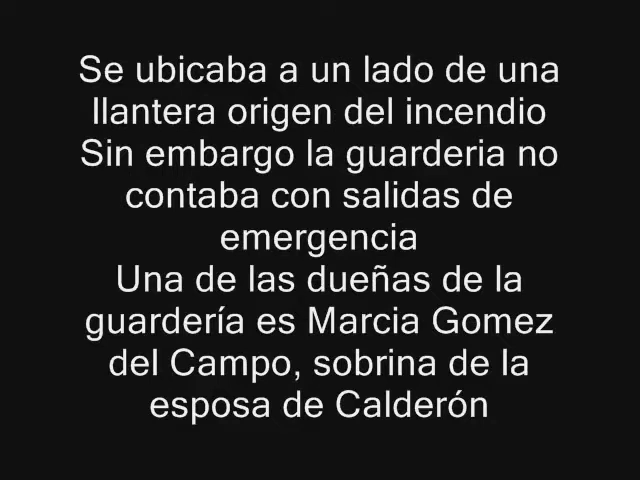 Se ubicaba a un lado de una
llantera origen del incendio
Sin embargo la guarderia no
contaba con salidas de
emergencia
Una de las dueñas de la
guardería es Marcia Gomez
del Campo, sobrina de la
esposa de Calderón